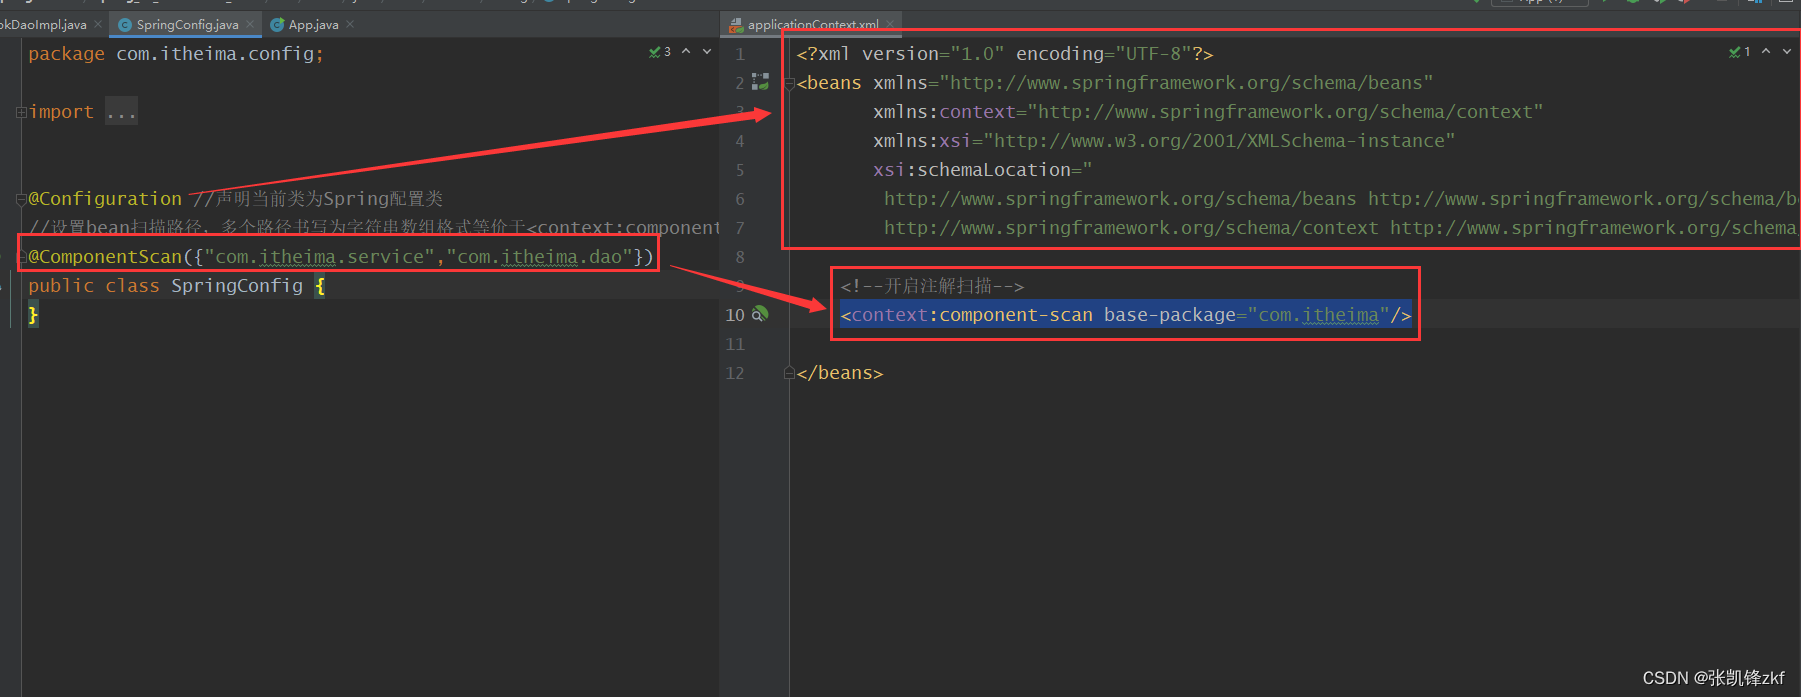 okDaoImpl.java
SpringConfig.java
App.java
applicationContext.xml
package com.itheima.config;
3
import ...
@Configuration //声明当前类为Spring配置类
//设置bean扫描路径，多个路径书写为字符串数组格式等价于<context:component
@ComponentScan({"com.itheima.service","com.itheima.dao"})
public class SpringConfig {
}
1
1 <?xml version="1.0" encoding="UTF-8"?>
2 <beans xmlns="http://www.springframework.org/schema/beans"
3 xmlns:context="http://www.springframework.org/schema/context"
4 xmlns:xsi="http://www.w3.org/2001/XMLSchema-instance"
5 xsi:schemaLocation="
6 http://www.springframework.org/schema/beans http://www.springframework.org/schema/be
7 http://www.springframework.org/schema/context http://www.springframework.org/schema/
8
9 <!--开启注解扫描-->
10 <context:component-scan base-package="com.itheima"/>
11
12 </beans>
CSDN @张凯锋zkf